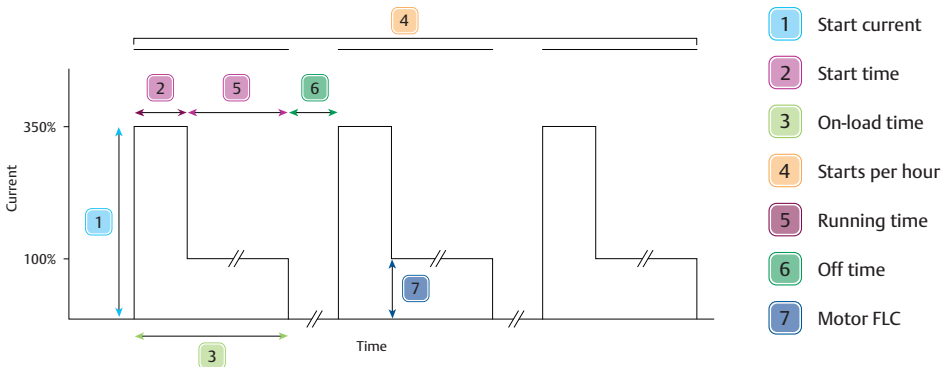 4
1 Start current
2 Start time
3 On-load time
4 Starts per hour
5 Running time
6 Off time
7 Motor FLC
2
5
6
350%
Current
1
100%
7
3
Time